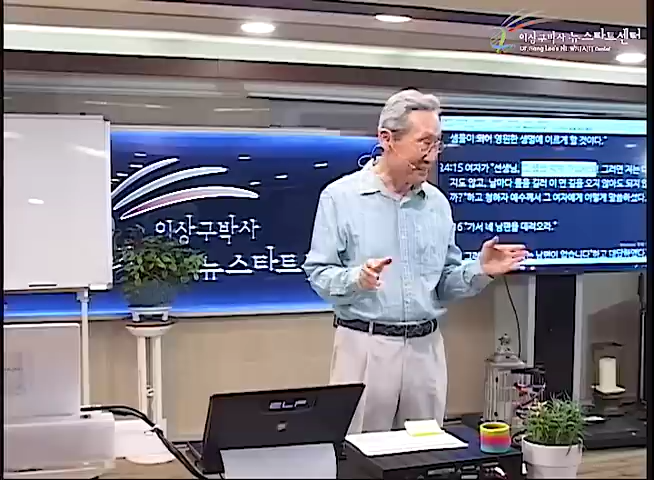 이상구박사 뉴스타트센터
Dr. Sang Lee's NEWSTART Center
샘물이 되어 영원한 생명에 이르게 할 것이다."
4:15 여자가 "선생님, 그러면 저는
지도 않고, 날마다 물을 길러 이 먼 길을 오지 않아도 되지
까?"하고 청하자 예수께서 그 여자에게 이렇게 말씀하셨다.
16 "가서 네 남편을 데려오라."
남편이 없습니다"하고 대답했다
이상구박사
뉴스타트
ELP